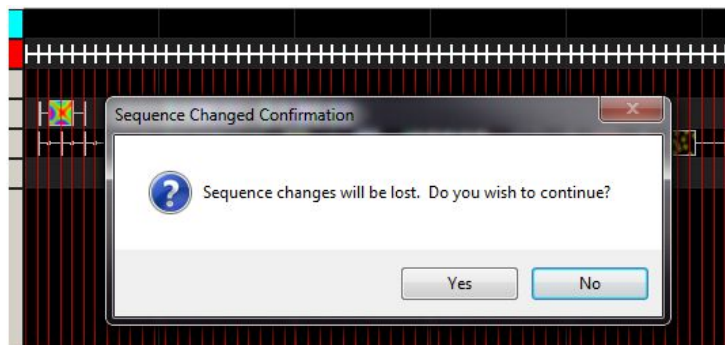 Sequence Changed Confirmation
Sequence changes will be lost. Do you wish to continue?
Yes
No